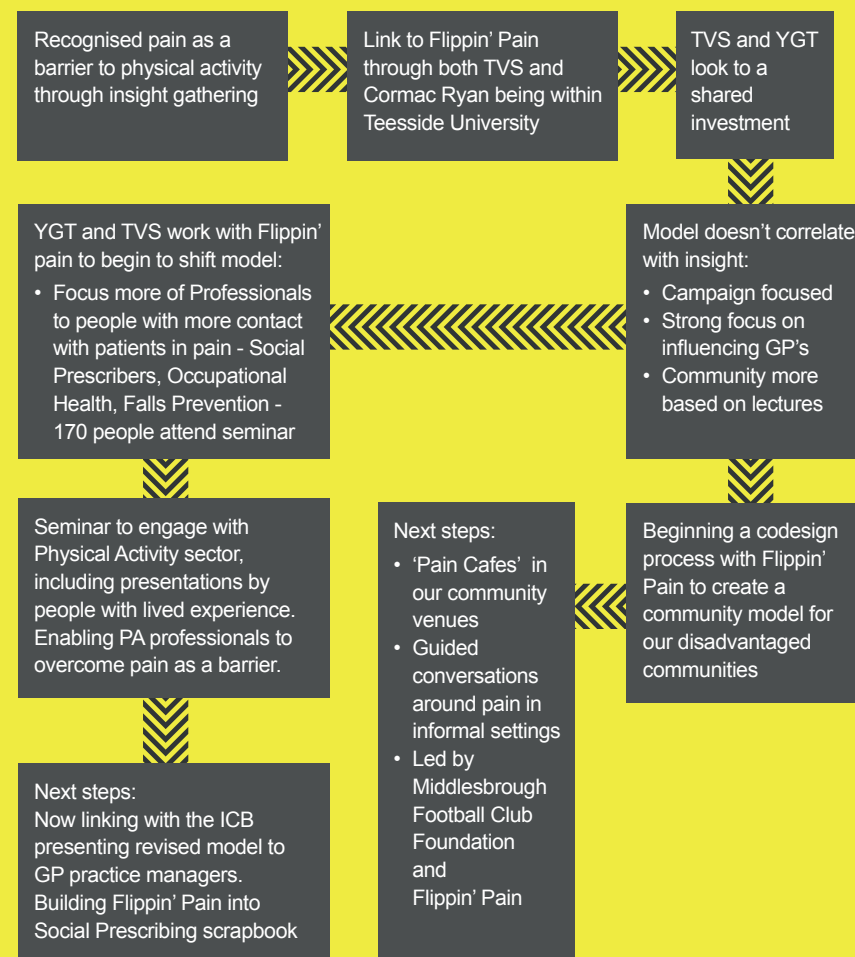 Recognised pain as a
barrier to physical activity
through insight gathering
Link to Flippin' Pain
through both TVS and
Cormac Ryan being within
Teesside University
TVS and YGT
look to a
shared
investment
Model doesn't correlate
with insight:
• Campaign focused
• Strong focus on
influencing GP's
• Community more
based on lectures
YGT and TVS work with Flippin'
pain to begin to shift model:
• Focus more of Professionals
to people with more contact
with patients in pain - Social
Prescribers, Occupational
Health, Falls Prevention -
170 people attend seminar
Seminar to engage with
Physical Activity sector,
including presentations by
people with lived experience.
Enabling PA professionals to
overcome pain as a barrier.
Next steps:
Now linking with the ICB
presenting revised model to
GP practice managers.
Building Flippin' Pain into
Social Prescribing scrapbook
Beginning a codesign
process with Flippin'
Pain to create a
community model for
our disadvantaged
communities
Next steps:
• 'Pain Cafes' in
our community
venues
• Guided
conversations
around pain in
informal settings
• Led by
Middlesbrough
Football Club
Foundation
and
Flippin' Pain